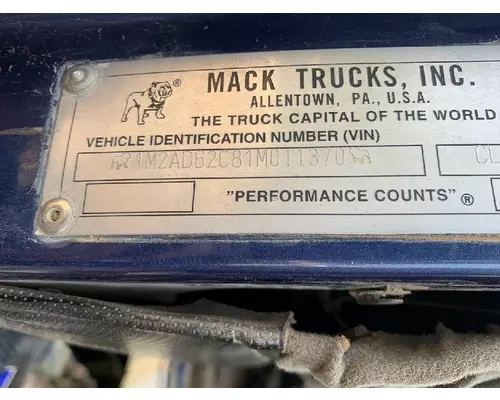 MACK TRUCKS, INC.
ALLENTOWN, PA., U.S.A.
THE TRUCK CAPITAL OF THE WORLD
VEHICLE IDENTIFICATION NUMBER (VIN)
"PERFORMANCE COUNTS"®